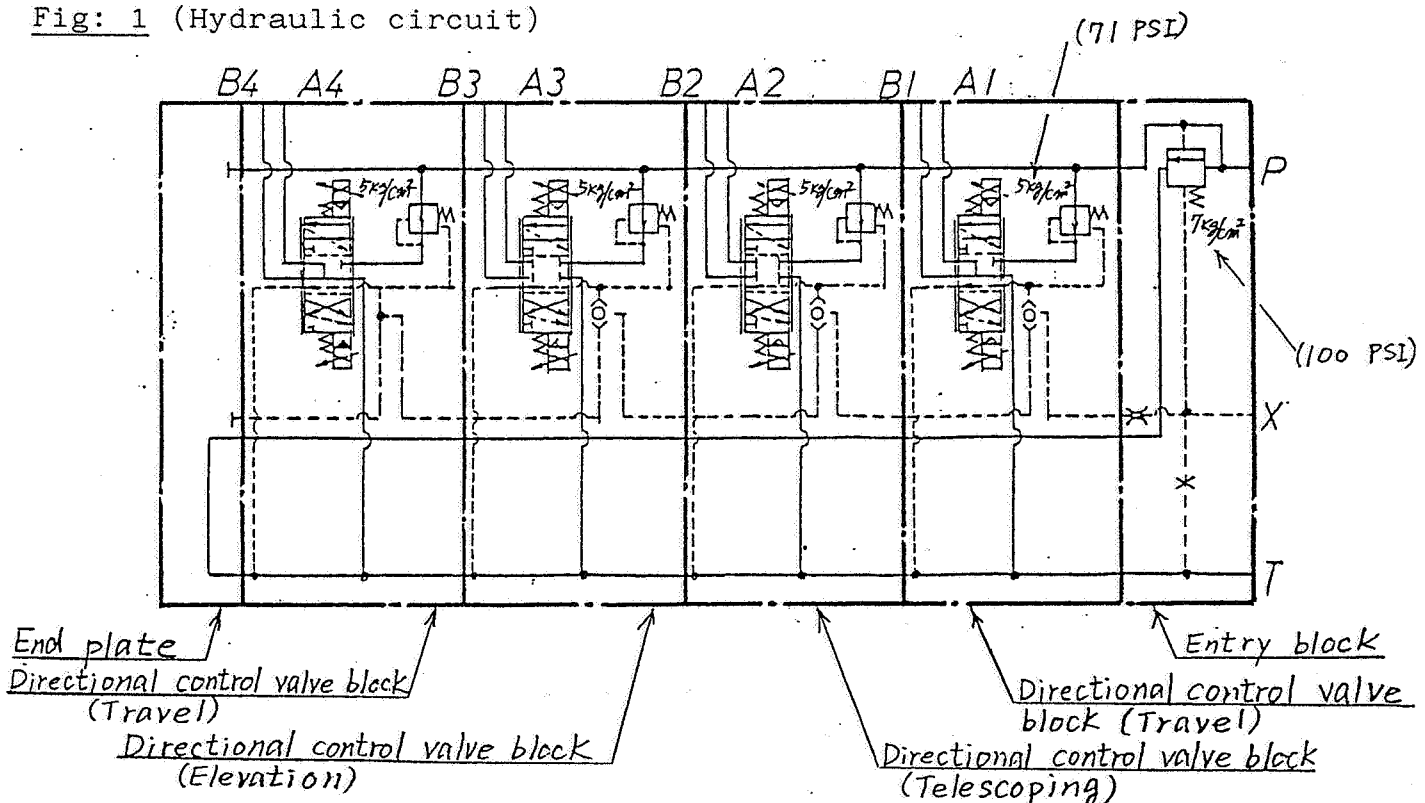 Fig: 1 (Hydraulic circuit)
(71 PSI)
B4 A4 B3 A3 B2 A2 B1 A1
P
5kg/cm² 5kg/cm² 5kg/cm² 5kg/cm²
7kg/cm²
(100 PSI)
X
T
End plate
Directional control valve block
(Travel)
Directional control valve block
(Elevation)
Entry block
Directional control valve
block (Travel)
Directional control valve block
(Telescoping)